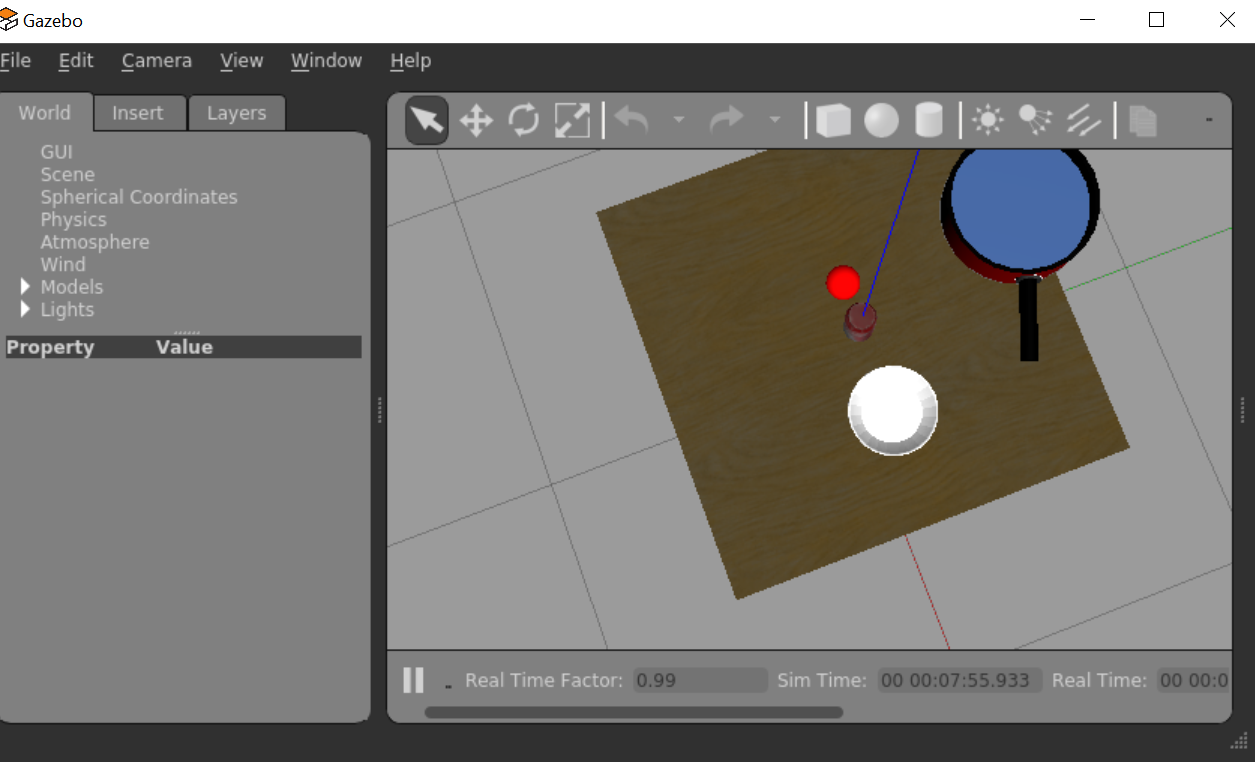 Gazebo
File Edit Camera View Window Help
World Insert Layers
GUI
Scene
Spherical Coordinates
Physics
Atmosphere
Wind
Models
Lights
Property Value
Real Time Factor: 0.99 Sim Time: 00 00:07:55.933 Real Time: 00 00:0